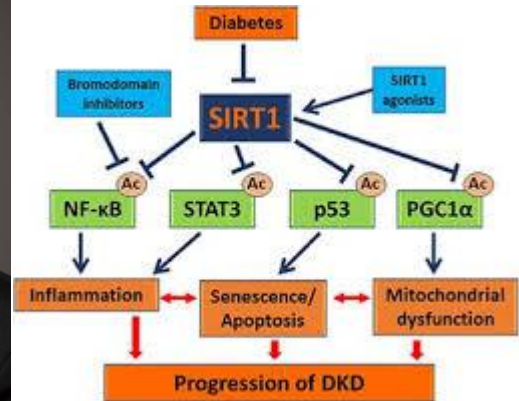 Diabetes
Bromodomain
inhibitors
SIRT1
agonists
SIRT1
Ac
Ac
Ac
Ac
NF-κB
STAT3
p53
PGC1α
Inflammation
Senescence/
Apoptosis
Mitochondrial
dysfunction
Progression of DKD